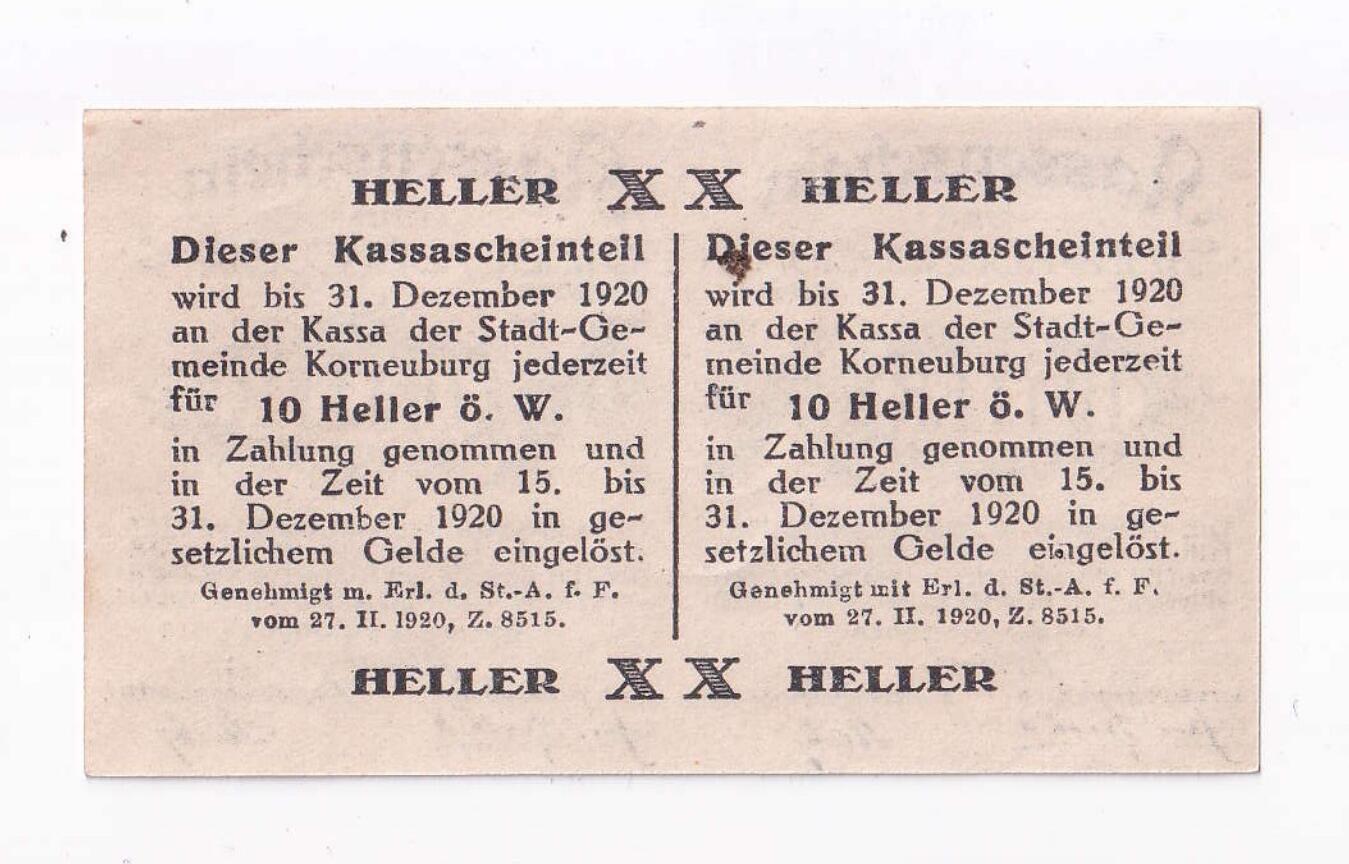 HELLER X X HELLER
Dieser Kassascheinteil
wird bis 31. Dezember 1920
an der Kassa der Stadt-Ge-
meinde Korneuburg jederzeit
für 10 Heller ö. W.
in Zahlung genommen und
in der Zeit vom 15. bis
31. Dezember 1920 in ge-
setzlichem Gelde eingelöst.
Genehmigt m. Erl. d. St.-A. f. F.
vom 27. II. 1920, Z. 8515.
Dieser Kassascheinteil
wird bis 31. Dezember 1920
an der Kassa der Stadt-Ge-
meinde Korneuburg jederzeit
für 10 Heller ö. W.
in Zahlung genommen und
in der Zeit vom 15. bis
31. Dezember 1920 in ge-
setzlichem Gelde eingelöst.
Genehmigt mit Erl. d. St.-A. f. F.
vom 27. II. 1920, Z. 8515.
HELLER X X HELLER